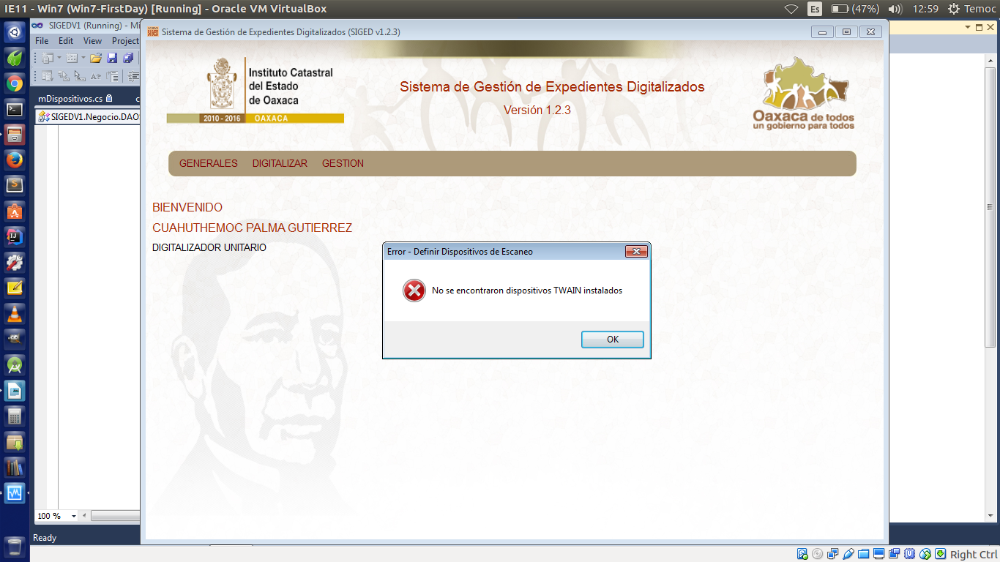 IE11 - Win7 (Win7-FirstDay) [Running] - Oracle VM VirtualBox
Es
(47%)
12:59
Temoc
SIGEDV1 (Running) - Mi
File Edit View Project
mDispositivos.cs
c
SIGEDV1.Negocio.DAO
Sistema de Gestión de Expedientes Digitalizados (SIGED v1.2.3)
Instituto Catastral
del Estado
de Oaxaca
2010 - 2016 OAXACA
Sistema de Gestión de Expedientes Digitalizados
Versión 1.2.3
Oaxaca de todos
un gobierno para todos
GENERALES DIGITALIZAR GESTION
BIENVENIDO
CUAHUTHEMOC PALMA GUTIERREZ
DIGITALIZADOR UNITARIO
Error - Definir Dispositivos de Escaneo
No se encontraron dispositivos TWAIN instalados
OK
100 %
Ready
Right Ctrl